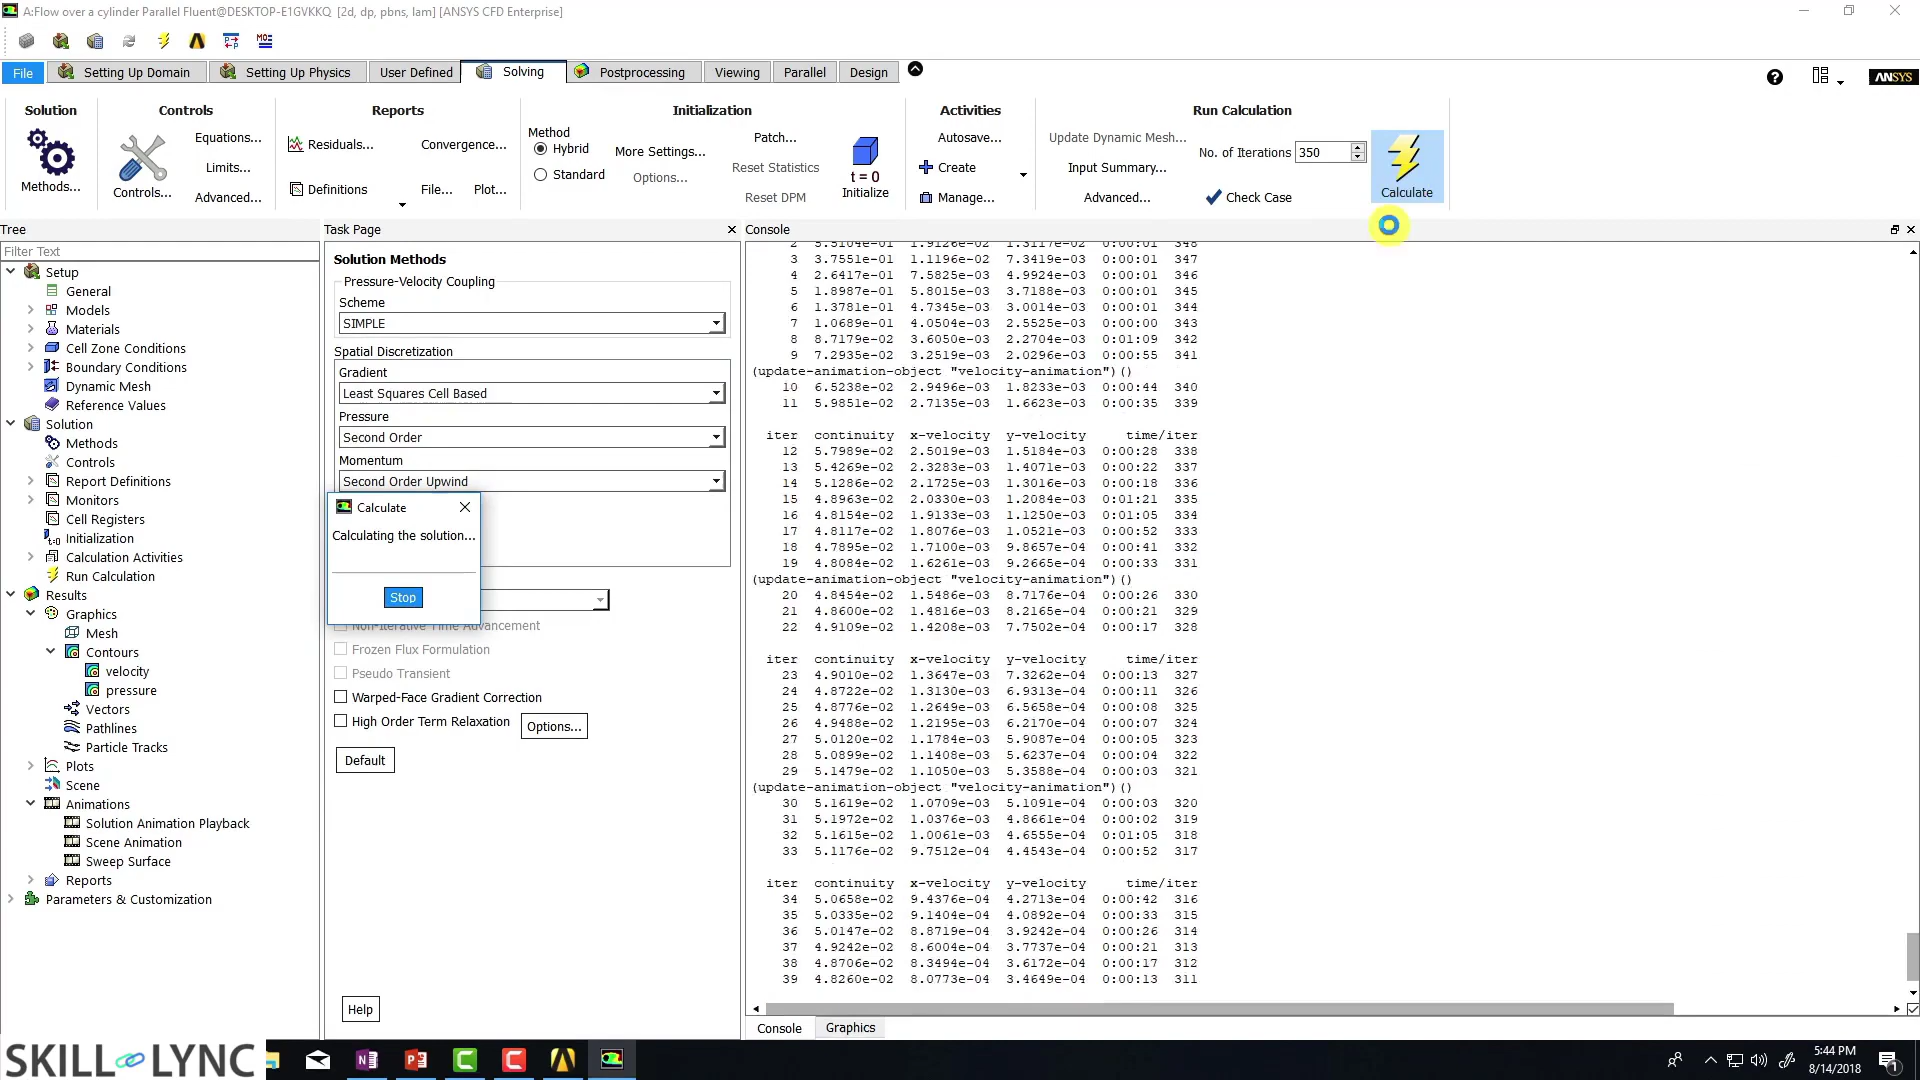 A:Flow over a cylinder Parallel Fluent@DESKTOP-E1GVKKQ [2d, dp, pbns, lam] [ANSYS CFD Enterprise]
File
Setting Up Domain
Setting Up Physics
User Defined
Solving
Postprocessing
Viewing
Parallel
Design
ANSYS
Solution
Controls
Reports
Initialization
Activities
Run Calculation
Methods...
Controls...
Equations...
Limits...
Advanced...
Residuals...
Convergence...
Definitions
File...
Plot...
Method
Hybrid
Standard
More Settings...
Options...
Patch...
Reset Statistics
Reset DPM
t = 0
Initialize
Autosave...
Create
Manage...
Update Dynamic Mesh...
Input Summary...
Advanced...
No. of Iterations 350
Check Case
Calculate
Tree
Filter Text
Setup
General
Models
Materials
Cell Zone Conditions
Boundary Conditions
Dynamic Mesh
Reference Values
Solution
Methods
Controls
Report Definitions
Monitors
Cell Registers
Initialization
Calculation Activities
Run Calculation
Results
Graphics
Mesh
Contours
velocity
pressure
Vectors
Pathlines
Particle Tracks
Plots
Scene
Animations
Solution Animation Playback
Scene Animation
Sweep Surface
Reports
Parameters & Customization
Task Page
Solution Methods
Pressure-Velocity Coupling
Scheme
SIMPLE
Spatial Discretization
Gradient
Least Squares Cell Based
Pressure
Second Order
Momentum
Second Order Upwind
Calculate
Calculating the solution...
Stop
Non-Iterative Time Advancement
Frozen Flux Formulation
Pseudo Transient
Warped-Face Gradient Correction
High Order Term Relaxation
Options...
Default
Help
Console
2 5.5104e-01 1.9126e-02 1.3117e-02 0:00:01 348
3 3.7551e-01 1.1196e-02 7.3419e-03 0:00:01 347
4 2.6417e-01 7.5825e-03 4.9924e-03 0:00:01 346
5 1.8987e-01 5.8015e-03 3.7188e-03 0:00:01 345
6 1.3781e-01 4.7345e-03 3.0014e-03 0:00:01 344
7 1.0689e-01 4.0504e-03 2.5525e-03 0:00:00 343
8 8.7179e-02 3.6050e-03 2.2704e-03 0:01:09 342
9 7.2935e-02 3.2519e-03 2.0296e-03 0:00:55 341
(update-animation-object "velocity-animation")()
10 6.5238e-02 2.9496e-03 1.8233e-03 0:00:44 340
11 5.9851e-02 2.7135e-03 1.6623e-03 0:00:35 339
iter continuity x-velocity y-velocity time/iter
12 5.7989e-02 2.5019e-03 1.5184e-03 0:00:28 338
13 5.4269e-02 2.3283e-03 1.4071e-03 0:00:22 337
14 5.1286e-02 2.1725e-03 1.3016e-03 0:00:18 336
15 4.8963e-02 2.0330e-03 1.2084e-03 0:01:21 335
16 4.8154e-02 1.9133e-03 1.1250e-03 0:01:05 334
17 4.8117e-02 1.8076e-03 1.0521e-03 0:00:52 333
18 4.7895e-02 1.7100e-03 9.8657e-04 0:00:41 332
19 4.8084e-02 1.6261e-03 9.2665e-04 0:00:33 331
(update-animation-object "velocity-animation")()
20 4.8454e-02 1.5486e-03 8.7176e-04 0:00:26 330
21 4.8600e-02 1.4816e-03 8.2165e-04 0:00:21 329
22 4.9109e-02 1.4208e-03 7.7502e-04 0:00:17 328
iter continuity x-velocity y-velocity time/iter
23 4.9010e-02 1.3647e-03 7.3262e-04 0:00:13 327
24 4.8722e-02 1.3130e-03 6.9313e-04 0:00:11 326
25 4.8776e-02 1.2649e-03 6.5658e-04 0:00:08 325
26 4.9488e-02 1.2195e-03 6.2170e-04 0:00:07 324
27 5.0120e-02 1.1784e-03 5.9087e-04 0:00:05 323
28 5.0899e-02 1.1408e-03 5.6237e-04 0:00:04 322
29 5.1479e-02 1.1050e-03 5.3588e-04 0:00:03 321
(update-animation-object "velocity-animation")()
30 5.1619e-02 1.0709e-03 5.1091e-04 0:00:03 320
31 5.1972e-02 1.0376e-03 4.8661e-04 0:00:02 319
32 5.1615e-02 1.0061e-03 4.6555e-04 0:01:05 318
33 5.1176e-02 9.7512e-04 4.4543e-04 0:00:52 317
iter continuity x-velocity y-velocity time/iter
34 5.0658e-02 9.4376e-04 4.2713e-04 0:00:42 316
35 5.0335e-02 9.1404e-04 4.0892e-04 0:00:33 315
36 5.0147e-02 8.8719e-04 3.9242e-04 0:00:26 314
37 4.9242e-02 8.6004e-04 3.7737e-04 0:00:21 313
38 4.8706e-02 8.3494e-04 3.6172e-04 0:00:17 312
39 4.8260e-02 8.0773e-04 3.4649e-04 0:00:13 311
Console
Graphics
SKILL LYNC
5:44 PM
8/14/2018
1